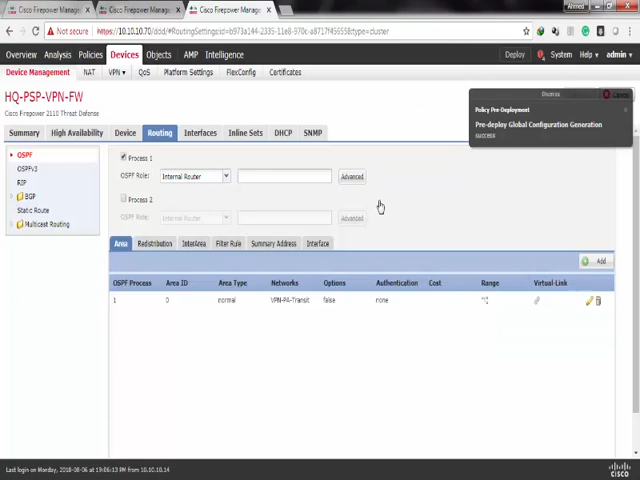 Cisco Firepower Manage
Cisco Firepower Manage
Cisco Firepower Manage
Ahmed
Not secure
https://10.10.10.70/ddd/#RoutingSettings;id=b973a144-2335-11e8-970c-a8717f456558;type=cluster
Overview Analysis Policies Devices Objects AMP Intelligence
Deploy System Help admin
Device Management NAT VPN QoS Platform Settings FlexConfig Certificates
HQ-PSP-VPN-FW
Cisco Firepower 2110 Threat Defense
Dismiss
Policy Pre-Deployment
Pre-deploy Global Configuration Generation
success
Summary High Availability Device Routing Interfaces Inline Sets DHCP SNMP
OSPF
OSPFv3
RIP
BGP
Static Route
Multicast Routing
Process 1
OSPF Role: Internal Router Advanced
Process 2
OSPF Role: Internal Router Advanced
Area Redistribution InterArea Filter Rule Summary Address Interface
Add
OSPF Process Area ID Area Type Networks Options Authentication Cost Range Virtual-Link
1 0 normal VPN-PA-Transit false none
Last login on Monday, 2018-08-06 at 19:06:13 PM from 10.10.10.14
cisco